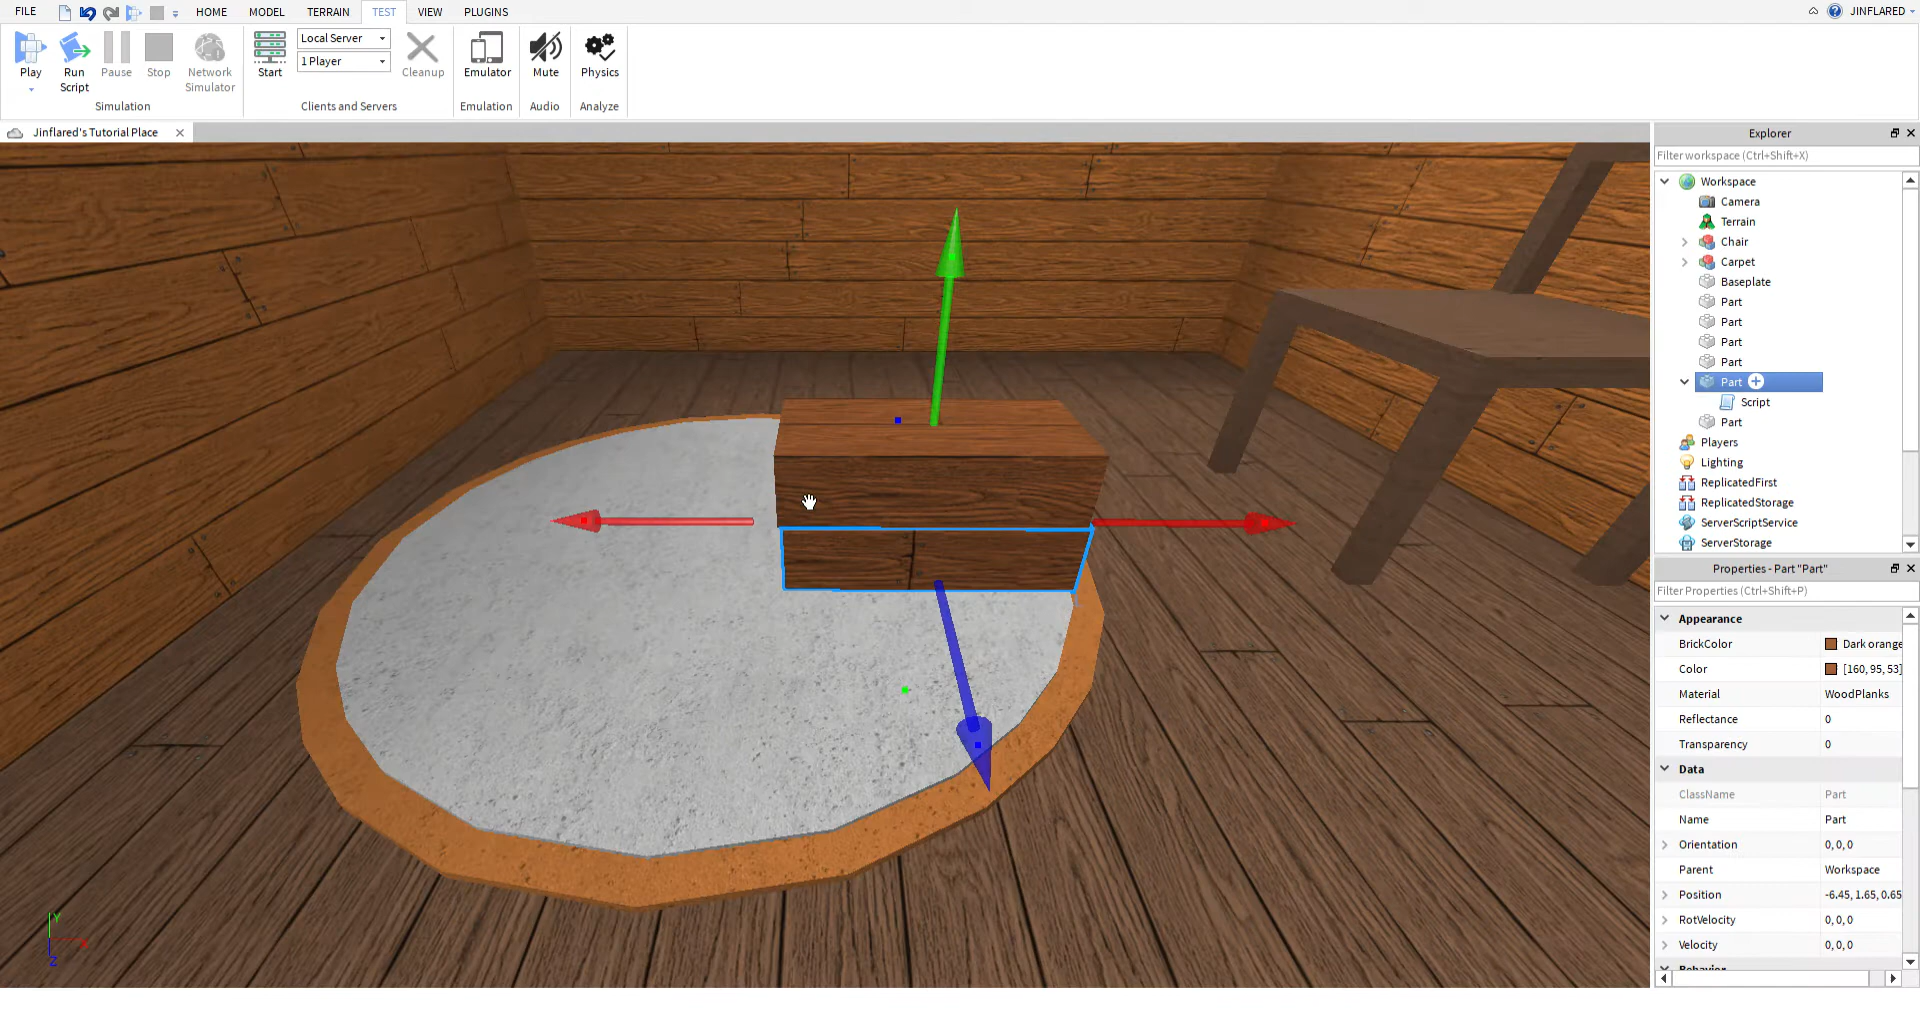 FILE HOME MODEL TERRAIN TEST VIEW PLUGINS JINFLARED
Play
Run Script
Pause
Stop
Network Simulator
Simulation
Start
Local Server
1 Player
Cleanup
Clients and Servers
Emulator
Emulation
Mute
Audio
Physics
Analyze
Jinflared's Tutorial Place
Explorer
Filter workspace (Ctrl+Shift+X)
Workspace
Camera
Terrain
Chair
Carpet
Baseplate
Part
Part
Part
Part
Part
Script
Part
Players
Lighting
ReplicatedFirst
ReplicatedStorage
ServerScriptService
ServerStorage
Properties - Part "Part"
Filter Properties (Ctrl+Shift+P)
Appearance
BrickColor Dark orange
Color [160, 95, 53]
Material WoodPlanks
Reflectance 0
Transparency 0
Data
ClassName Part
Name Part
Orientation 0, 0, 0
Parent Workspace
Position -6.45, 1.65, 0.65
RotVelocity 0, 0, 0
Velocity 0, 0, 0
Behavior
Y
X
Z